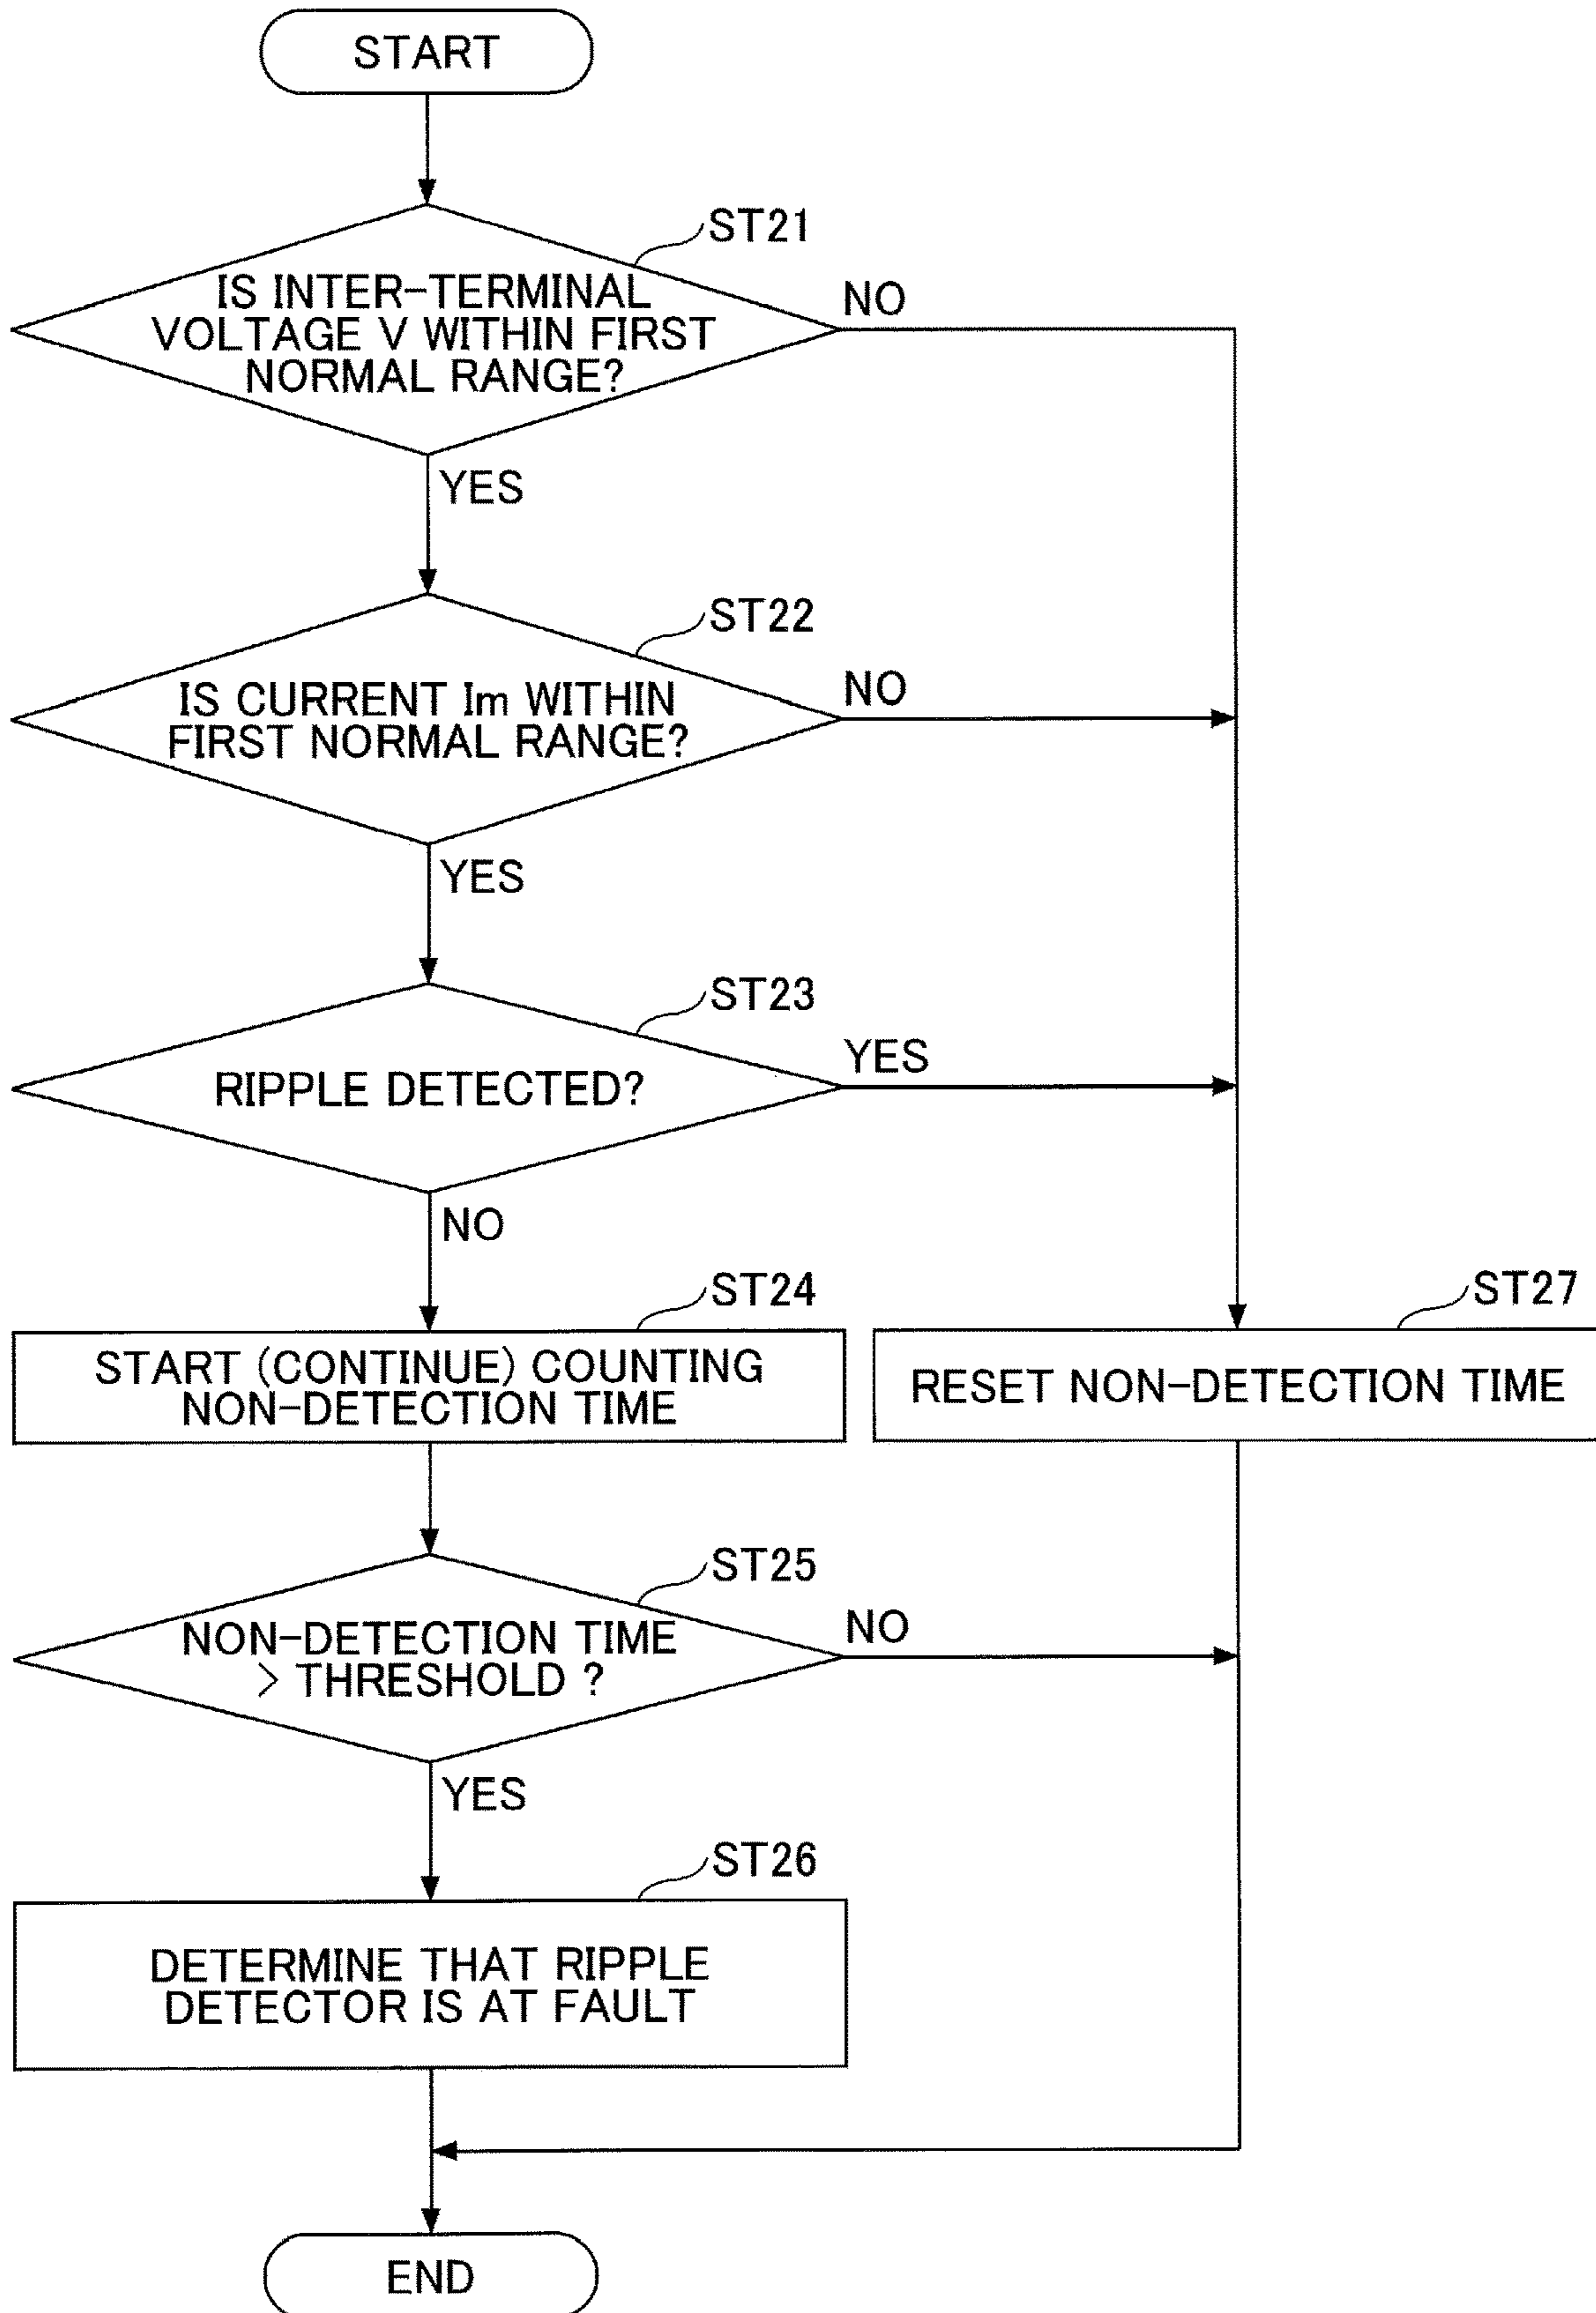 START
ST21
IS INTER-TERMINAL
VOLTAGE V WITHIN FIRST
NORMAL RANGE?
NO
YES
ST22
IS CURRENT Im WITHIN
FIRST NORMAL RANGE?
NO
YES
ST23
RIPPLE DETECTED?
YES
NO
ST24
START (CONTINUE) COUNTING
NON-DETECTION TIME
ST27
RESET NON-DETECTION TIME
ST25
NON-DETECTION TIME
> THRESHOLD ?
NO
YES
ST26
DETERMINE THAT RIPPLE
DETECTOR IS AT FAULT
END